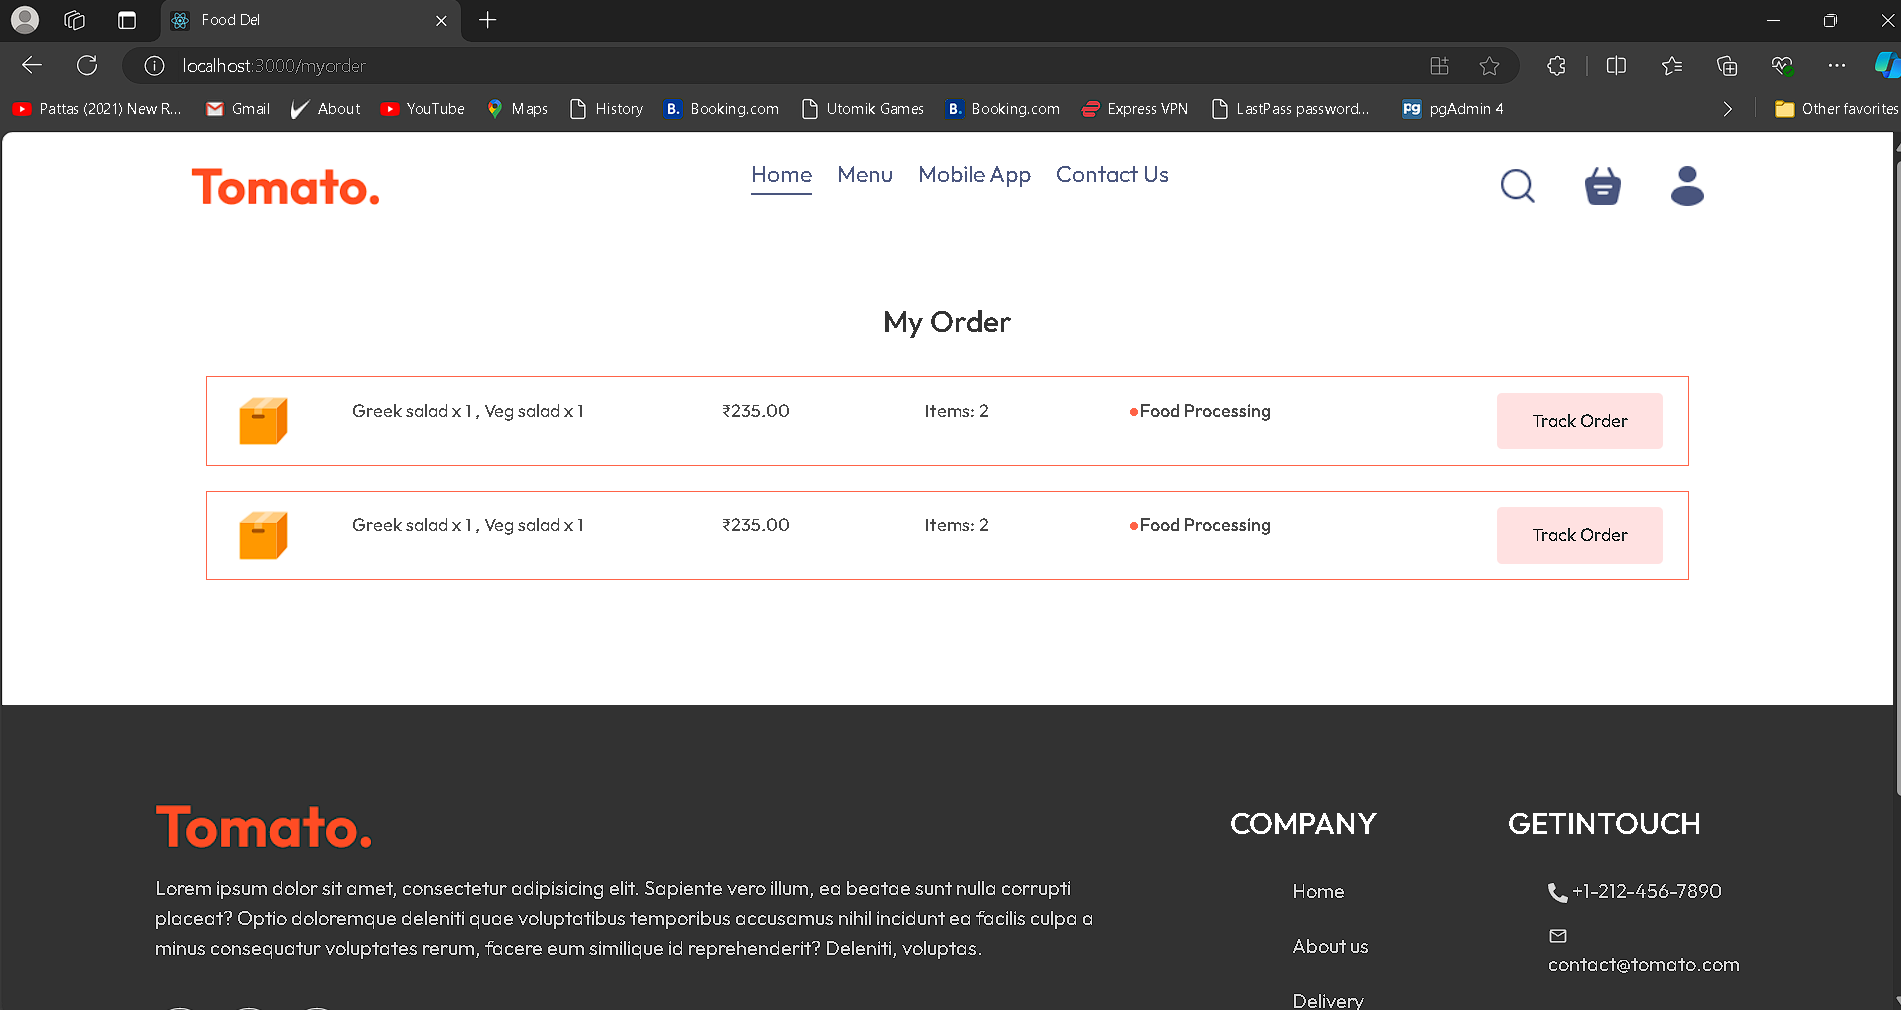 Food Del
localhost:3000/myorder
Pattas (2021) New R... Gmail About YouTube Maps History B. Booking.com Utomik Games B. Booking.com Express VPN LastPass password... pg pgAdmin 4 Other favorites
Tomato. Home Menu Mobile App Contact Us
My Order
Greek salad x 1 , Veg salad x 1 ₹235.00 Items: 2 ●Food Processing Track Order
Greek salad x 1 , Veg salad x 1 ₹235.00 Items: 2 ●Food Processing Track Order
Tomato.
Lorem ipsum dolor sit amet, consectetur adipisicing elit. Sapiente vero illum, ea beatae sunt nulla corrupti
placeat? Optio doloremque deleniti quae voluptatibus temporibus accusamus nihil incidunt ea facilis culpa a
minus consequatur voluptates rerum, facere eum similique id reprehenderit? Deleniti, voluptas.
COMPANY
Home
About us
Delivery
GETINTOUCH
+1-212-456-7890
contact@tomato.com